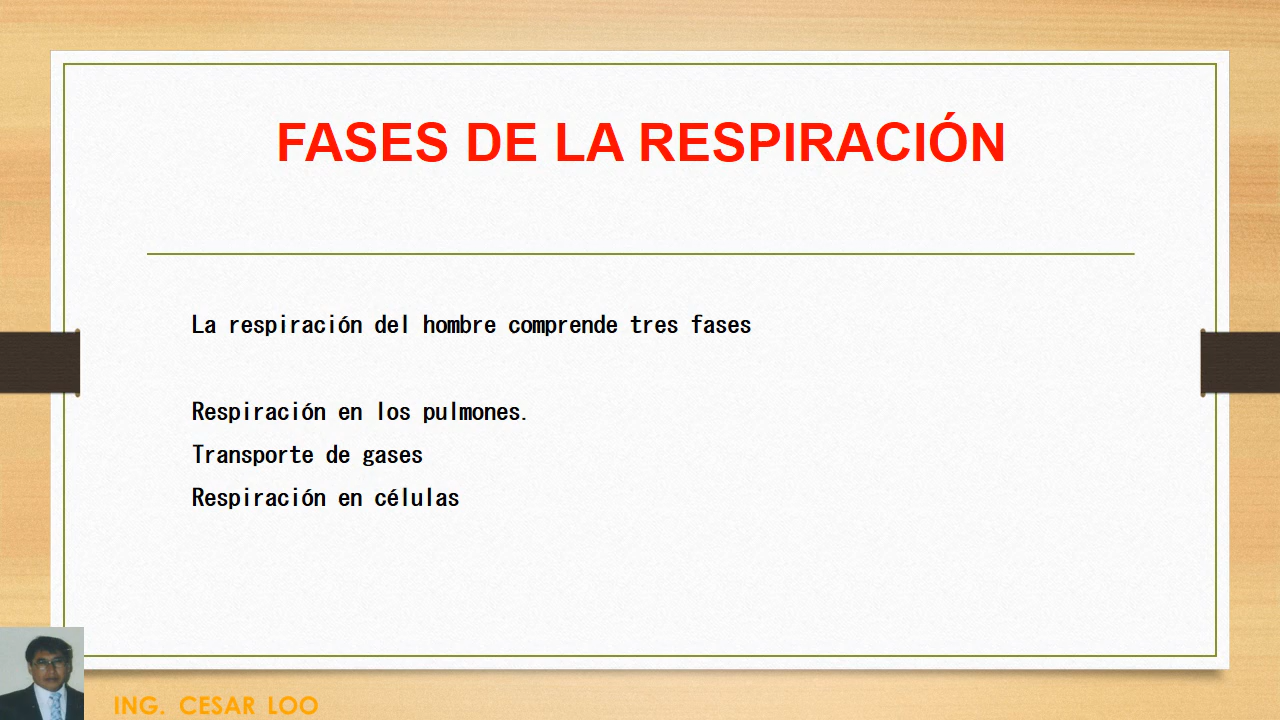 FASES DE LA RESPIRACIÓN
La respiración del hombre comprende tres fases
Respiración en los pulmones.
Transporte de gases
Respiración en células
ING. CESAR LOO